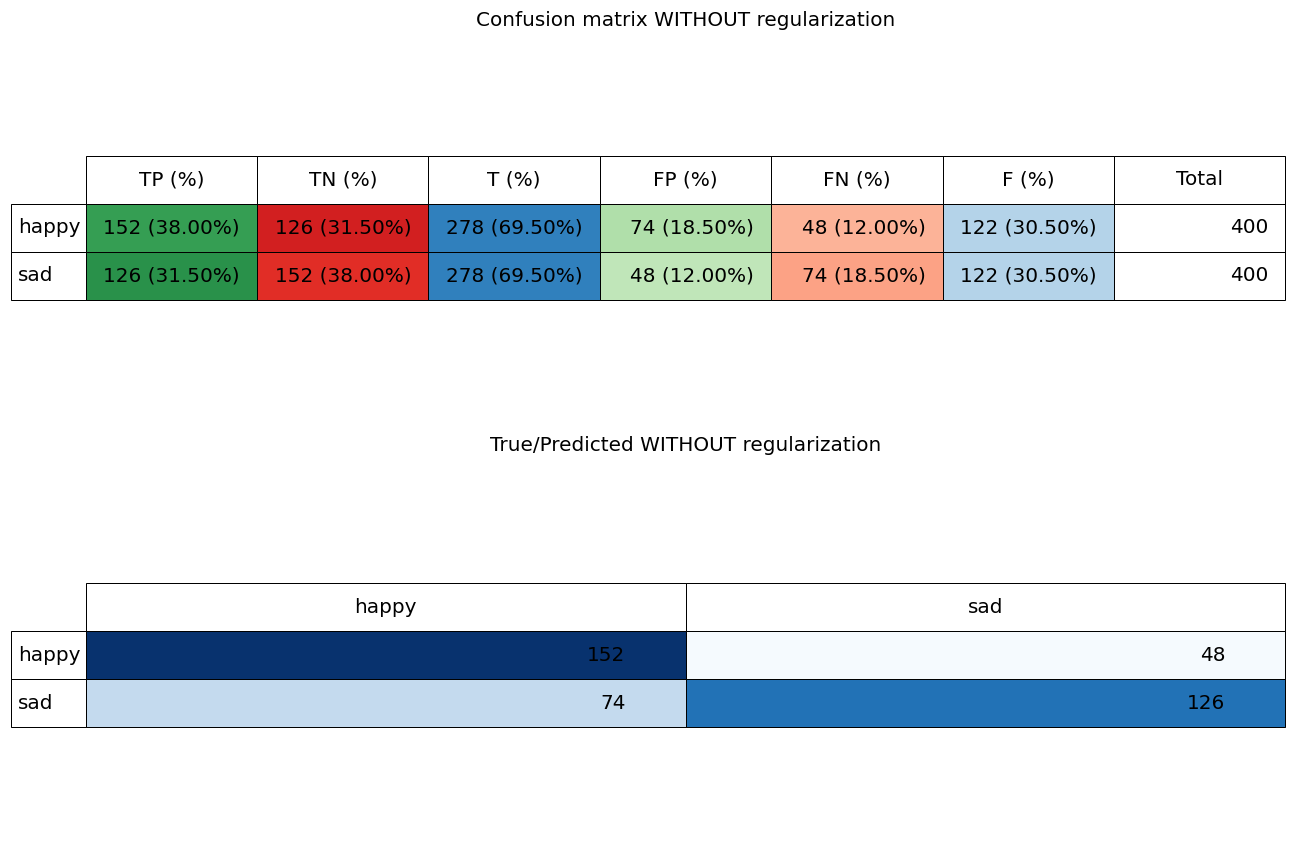 Confusion matrix WITHOUT regularization
TP (%) TN (%) T (%) FP (%) FN (%) F (%) Total
happy 152 (38.00%) 126 (31.50%) 278 (69.50%) 74 (18.50%) 48 (12.00%) 122 (30.50%) 400
sad 126 (31.50%) 152 (38.00%) 278 (69.50%) 48 (12.00%) 74 (18.50%) 122 (30.50%) 400
True/Predicted WITHOUT regularization
happy sad
happy 152 48
sad 74 126